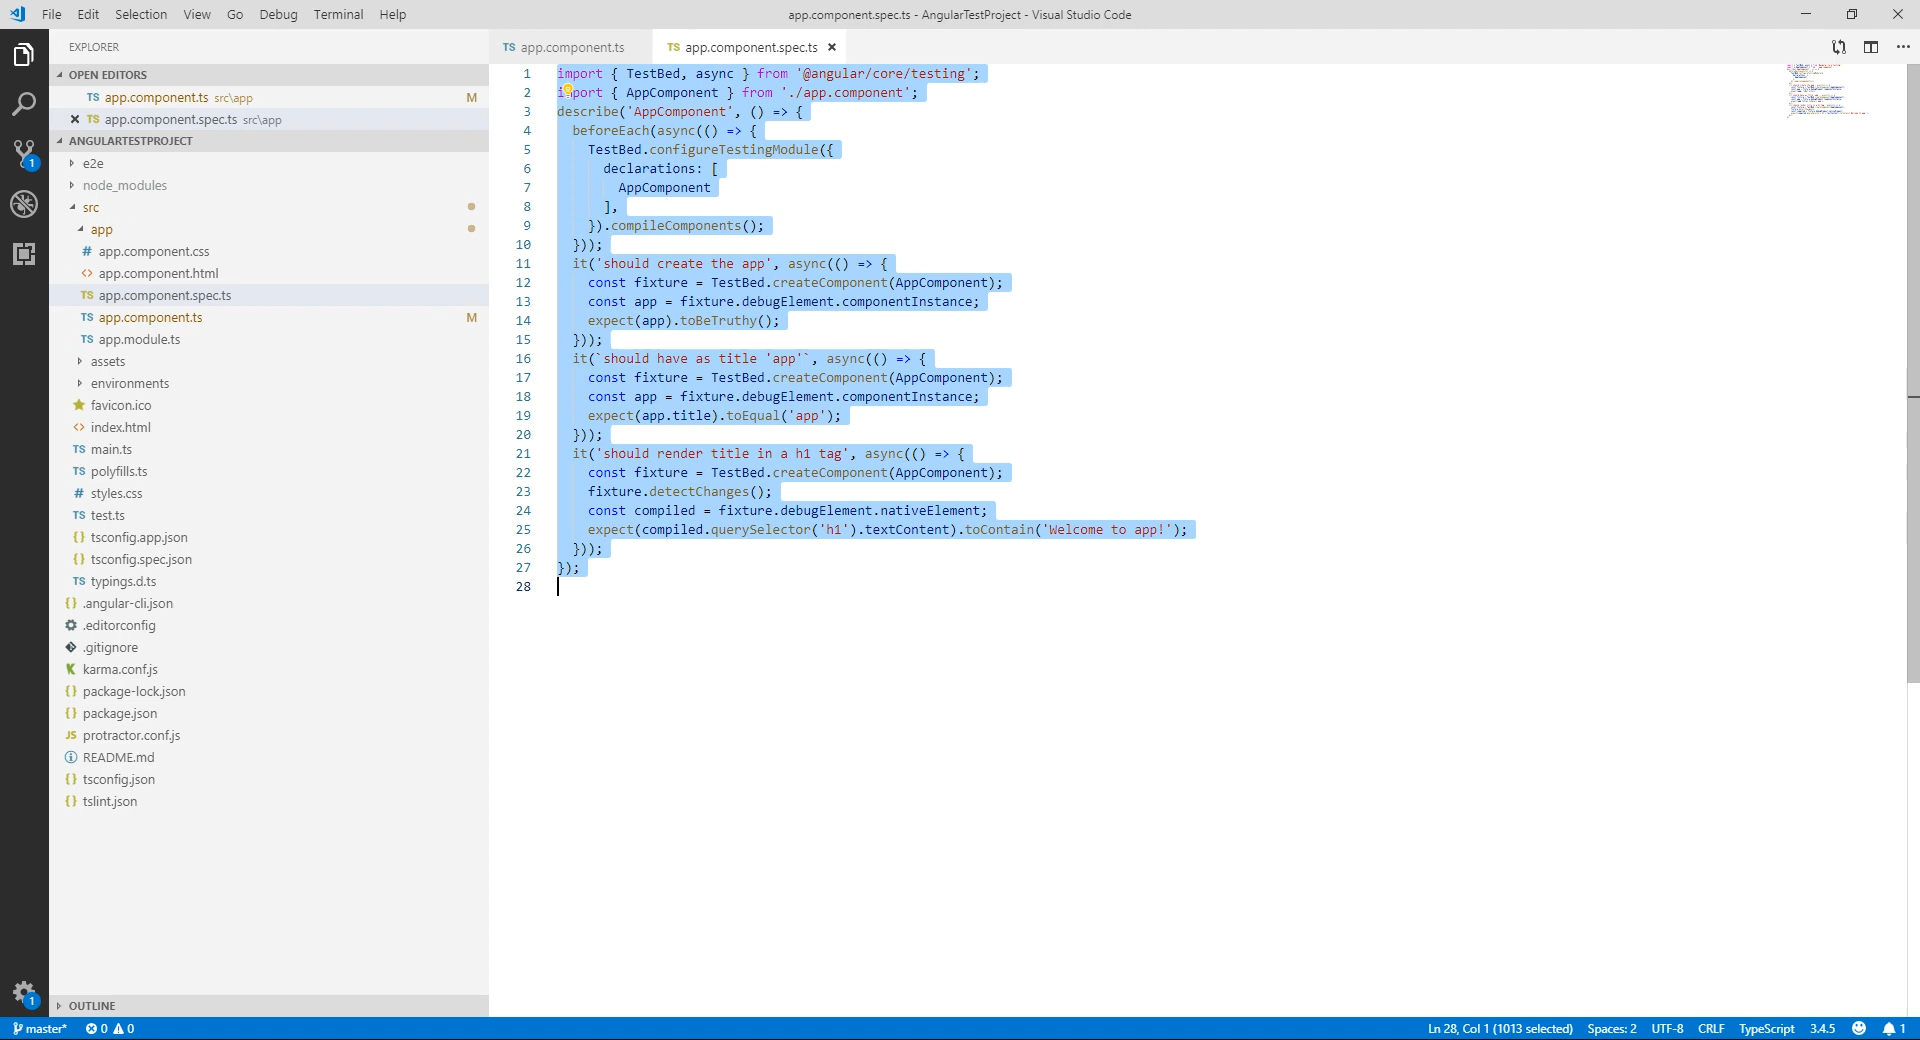 File Edit Selection View Go Debug Terminal Help
app.component.spec.ts - AngularTestProject - Visual Studio Code
EXPLORER
OPEN EDITORS
TS app.component.ts src\app M
TS app.component.spec.ts src\app
ANGULARTESTPROJECT
e2e
node_modules
src
app
# app.component.css
<> app.component.html
TS app.component.spec.ts
TS app.component.ts M
TS app.module.ts
assets
environments
favicon.ico
<> index.html
TS main.ts
TS polyfills.ts
# styles.css
TS test.ts
{} tsconfig.app.json
{} tsconfig.spec.json
TS typings.d.ts
{} .angular-cli.json
.editorconfig
.gitignore
karma.conf.js
{} package-lock.json
{} package.json
JS protractor.conf.js
README.md
{} tsconfig.json
{} tslint.json
OUTLINE
1
1
TS app.component.ts
TS app.component.spec.ts
1 import { TestBed, async } from '@angular/core/testing';
2 import { AppComponent } from './app.component';
3 describe('AppComponent', () => {
4 beforeEach(async(() => {
5 TestBed.configureTestingModule({
6 declarations: [
7 AppComponent
8 ],
9 }).compileComponents();
10 }));
11 it('should create the app', async(() => {
12 const fixture = TestBed.createComponent(AppComponent);
13 const app = fixture.debugElement.componentInstance;
14 expect(app).toBeTruthy();
15 }));
16 it(`should have as title 'app'`, async(() => {
17 const fixture = TestBed.createComponent(AppComponent);
18 const app = fixture.debugElement.componentInstance;
19 expect(app.title).toEqual('app');
20 }));
21 it('should render title in a h1 tag', async(() => {
22 const fixture = TestBed.createComponent(AppComponent);
23 fixture.detectChanges();
24 const compiled = fixture.debugElement.nativeElement;
25 expect(compiled.querySelector('h1').textContent).toContain('Welcome to app!');
26 }));
27 });
28
master* 0 0
Ln 28, Col 1 (1013 selected) Spaces: 2 UTF-8 CRLF TypeScript 3.4.5 1